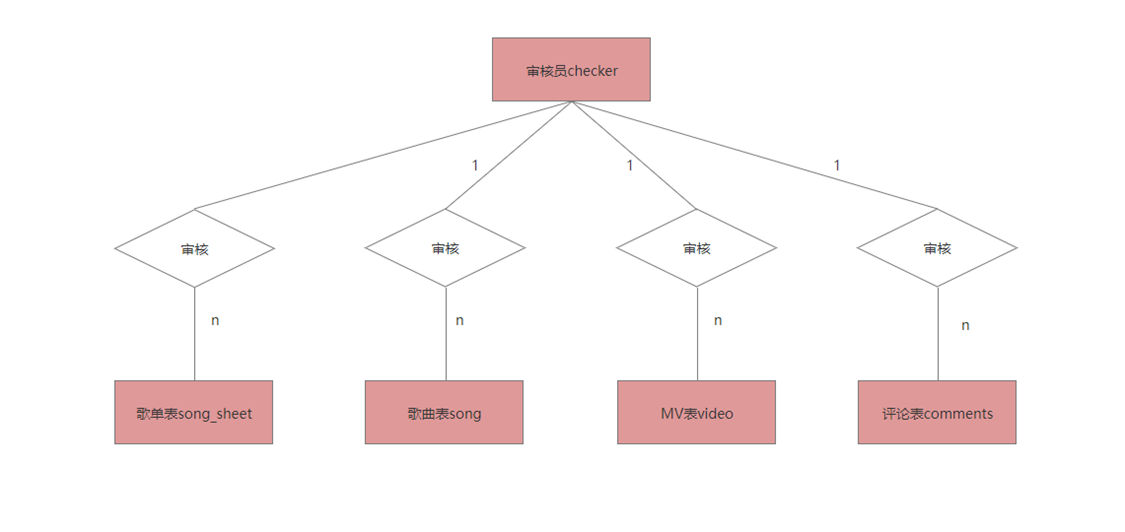 审核员checker
1
1
1
审核
审核
审核
审核
n
n
n
n
歌单表song_sheet
歌曲表song
MV表video
评论表comments